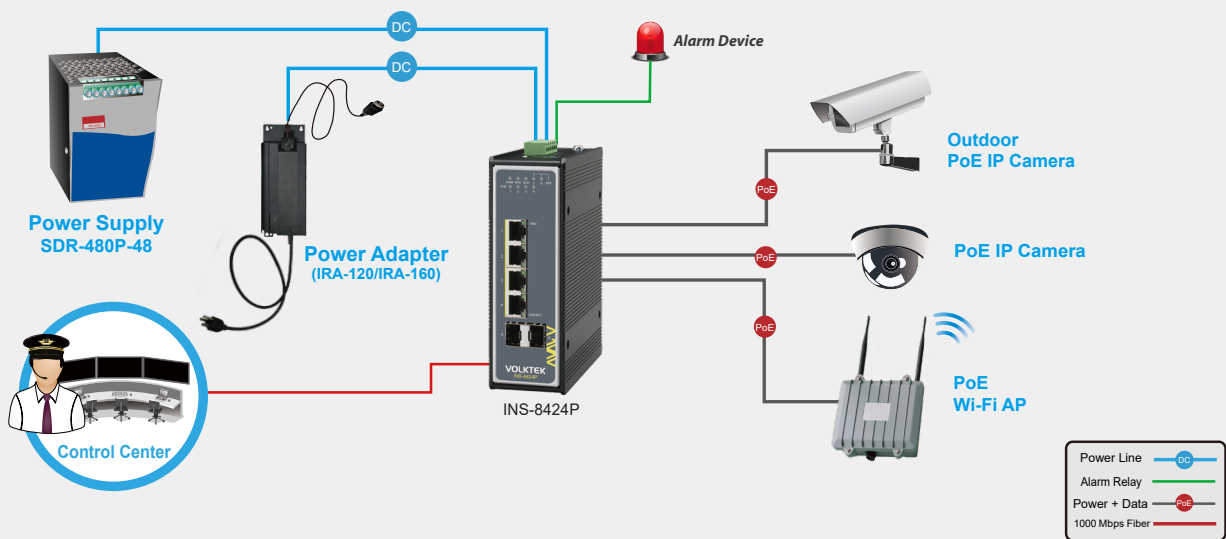 DC
DC
Alarm Device
Outdoor
PoE IP Camera
PoE
Power Supply
SDR-480P-48
Power Adapter
(IRA-120/IRA-160)
PoE
PoE IP Camera
PoE
PoE
Wi-Fi AP
VOLKTEK
INS-8424P
INS-8424P
Control Center
Power Line
DC
Alarm Relay
Power + Data
PoE
1000 Mbps Fiber